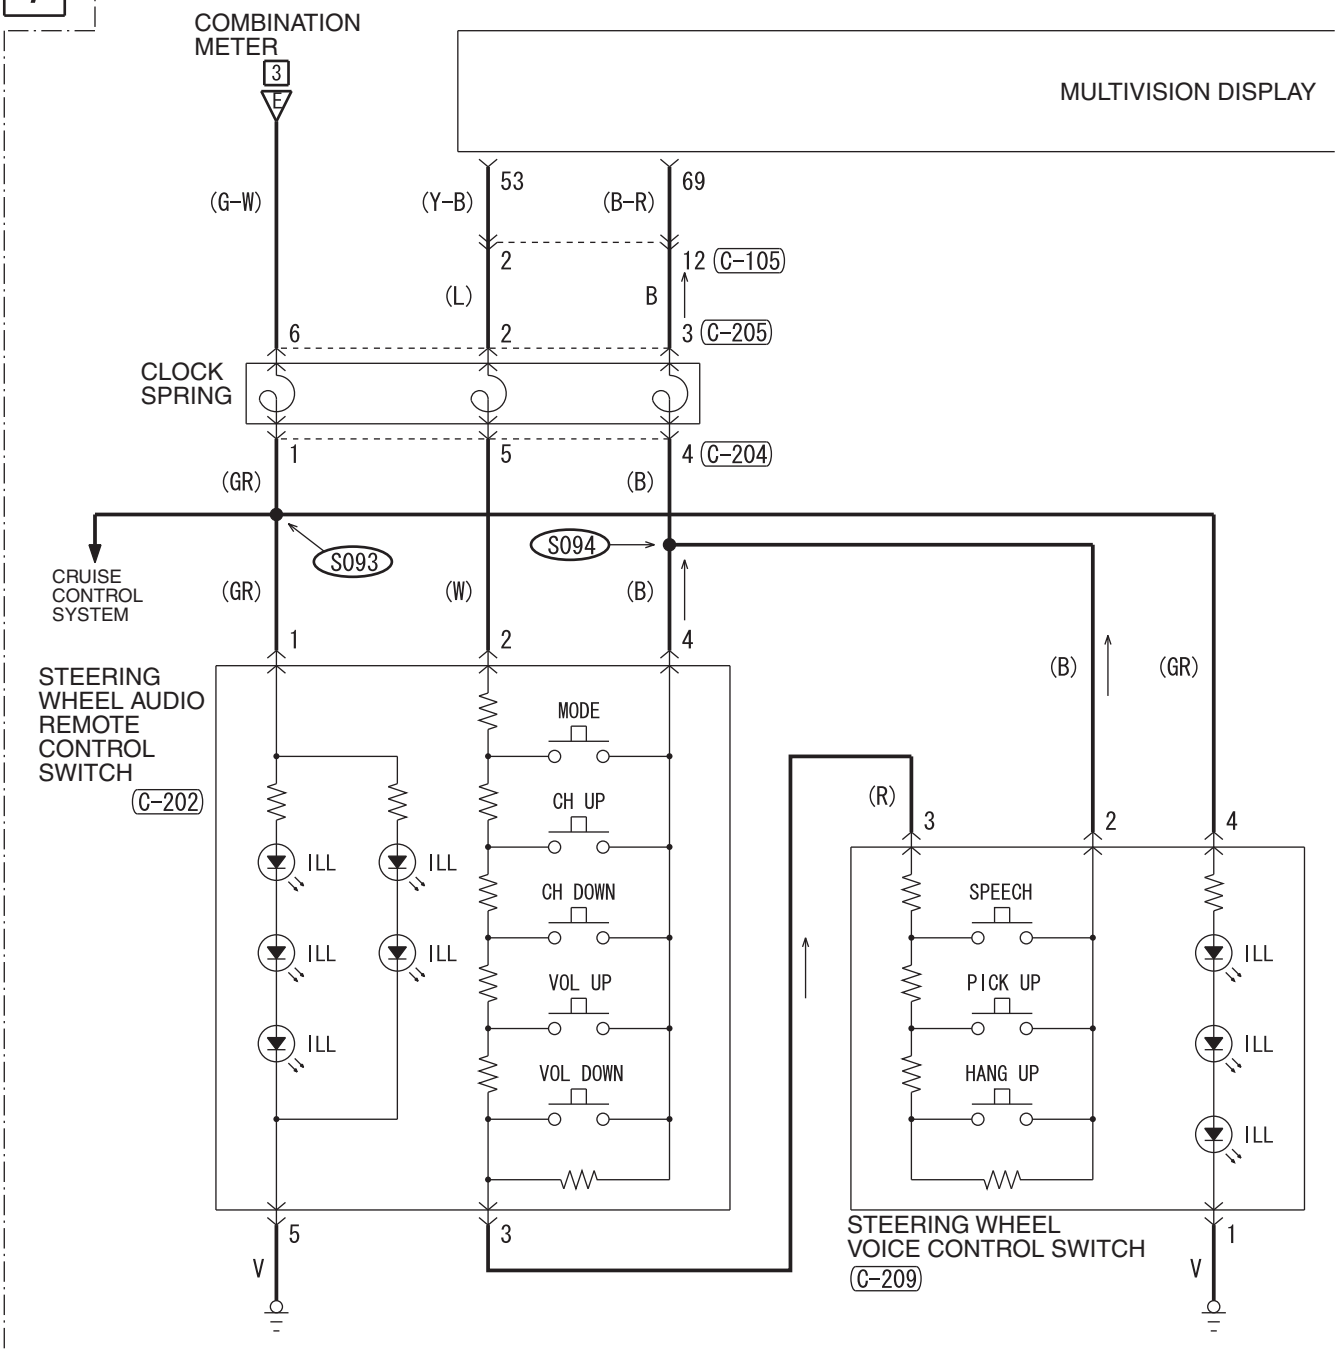 COMBINATION
METER
3
E
MULTIVISION DISPLAY
53
69
(G-W)
(Y-B)
(B-R)
2
12 (C-105)
(L)
B
6
2
3 (C-205)
CLOCK
SPRING
1
5
4 (C-204)
(GR)
(B)
S093
S094
CRUISE
CONTROL
SYSTEM
(GR)
(W)
(B)
1
2
4
(B)
(GR)
STEERING
WHEEL AUDIO
REMOTE
CONTROL
SWITCH
(C-202)
MODE
CH UP
CH DOWN
VOL UP
VOL DOWN
ILL
ILL
ILL
ILL
ILL
(R)
3
2
4
SPEECH
PICK UP
HANG UP
ILL
ILL
ILL
5
3
V
STEERING WHEEL
VOICE CONTROL SWITCH
(C-209)
1
V